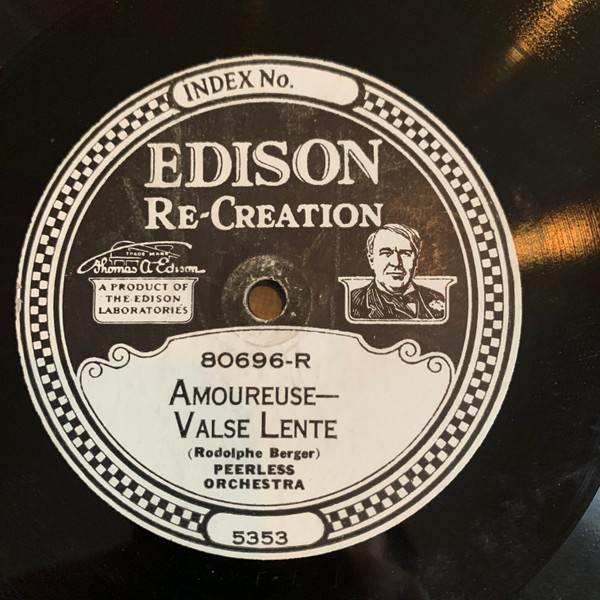 INDEX No.
EDISON
RE-CREATION
TRADE MARK
Thomas A Edison
A PRODUCT OF
THE EDISON
LABORATORIES
80696-R
AMOUREUSE—
VALSE LENTE
(Rodolphe Berger)
PEERLESS
ORCHESTRA
5353